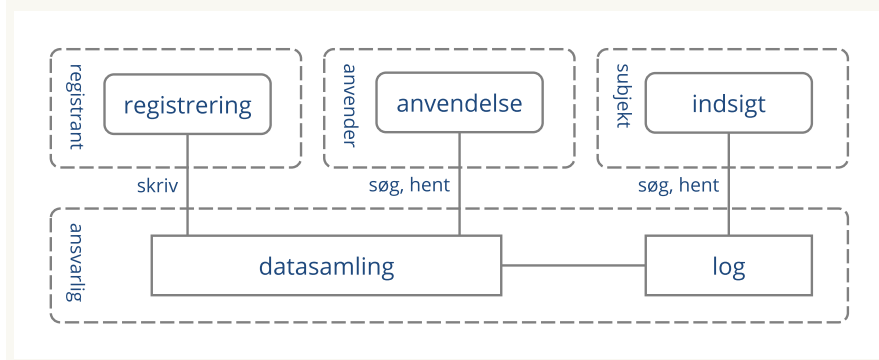 registrant
registrering
anvender
anvendelse
subjekt
indsigt
skriv
søg, hent
søg, hent
ansvarlig
datasamling
log